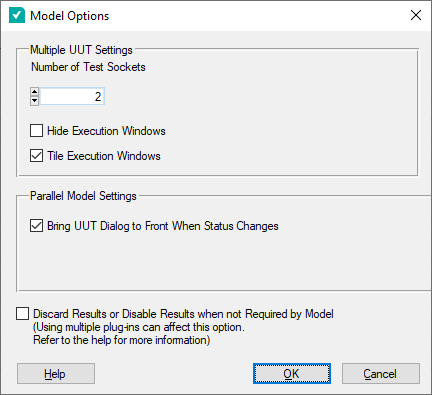 Model Options
Multiple UUT Settings
Number of Test Sockets
2
Hide Execution Windows
Tile Execution Windows
Parallel Model Settings
Bring UUT Dialog to Front When Status Changes
Discard Results or Disable Results when not Required by Model
(Using multiple plug-ins can affect this option.
Refer to the help for more information)
Help OK Cancel